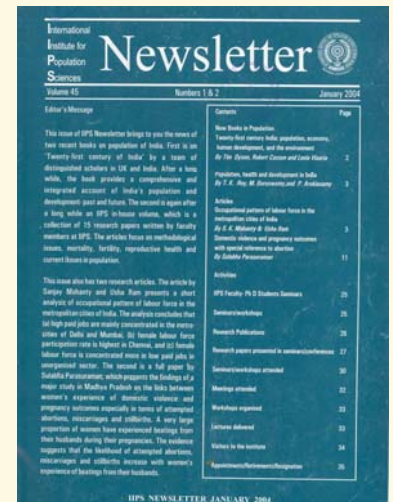 International
Institute for
Population
Sciences
Newsletter
Volume 45 Numbers 1 & 2 January 2004
Editor's Message
This issue of IIPS Newsletter brings to you the news of
two recent books on population of India. First is on
'Twenty-first century of India' by a team of
distinguished scholars in UK and India. After a long
while, the book provides a comprehensive and
integrated account of India's population and
development: past and future. The second is again after
a long while an IIPS in-house volume, which is a
collection of 15 research papers written by faculty
members at IIPS. The articles focus on methodological
issues, mortality, fertility, reproductive health and
current issues in population.
This issue also has two research articles. The article by
Sanjay Mohanty and Usha Ram presents a short
analysis of occupational pattern of labour force in the
metropolitan cities of India. The analysis concludes that
(a) high paid jobs are mainly concentrated in the metro-
cities of Delhi and Mumbai, (b) female labour force
participation rate is highest in Chennai, and (c) female
labour force is concentrated more in low paid jobs in
unorganised sector. The second is a full paper by
Sulabha Parasuraman; which presents the findings of a
major study in Madhya Pradesh on the links between
women's experience of domestic violence and
pregnancy outcomes especially in terms of attempted
abortions, miscarriages and stillbirths. A very large
proportion of women have experienced beatings from
their husbands during their pregnancies. The evidence
suggests that the likelihood of attempted abortions,
miscarriages and stillbirths increase with women's
experience of beatings from their husbands.
Contents Page
New Books in Population
Twenty-first century India: population, economy,
human development, and the environment
By Tim Dyson, Robert Cassen and Leela Visaria 2
Population, health and development in India
By T. K. Roy, M. Guruswamy and P. Arokiasamy 3
Articles
Occupational pattern of labour force in the
metropolitan cities of India
By S. K. Mohanty & Usha Ram 3
Domestic violence and pregnancy outcomes
with special reference to abortion
By Sulabha Parasuraman 11
Activities
IIPS Faculty- Ph D Students Seminars 25
Seminars/workshops 25
Research Publications 26
Research papers presented in seminars/conferences 27
Seminars/workshops attended 30
Meetings attended 32
Workshops organised 33
Lectures delivered 33
Visitors to the institute 34
Appointments/Retirements/Resignation 35
IIPS NEWSLETTER JANUARY 2004